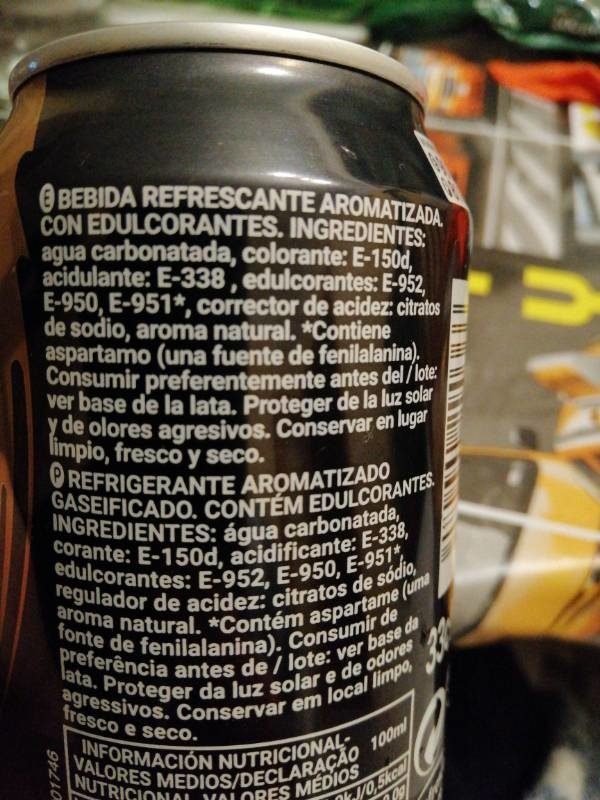 E BEBIDA REFRESCANTE AROMATIZADA.
CON EDULCORANTES. INGREDIENTES:
agua carbonatada, colorante: E-150d,
acidulante: E-338 , edulcorantes: E-952,
E-950, E-951*, corrector de acidez: citratos
de sodio, aroma natural. *Contiene
aspartamo (una fuente de fenilalanina).
Consumir preferentemente antes del / lote:
ver base de la lata. Proteger de la luz solar
y de olores agresivos. Conservar en lugar
limpio, fresco y seco.
P REFRIGERANTE AROMATIZADO
GASEIFICADO. CONTÉM EDULCORANTES.
INGREDIENTES: água carbonatada,
corante: E-150d, acidificante: E-338,
edulcorantes: E-952, E-950, E-951*,
regulador de acidez: citratos de sódio,
aroma natural. *Contém aspartame (uma
fonte de fenilalanina). Consumir de
preferência antes de / lote: ver base da
lata. Proteger da luz solar e de odores
agressivos. Conservar em local limpo,
fresco e seco.
INFORMACIÓN NUTRICIONAL-
VALORES MEDIOS/DECLARAÇÃO 100ml
NUTRICIONAL VALORES MÉDIOS
kJ/0,5kcal
01746